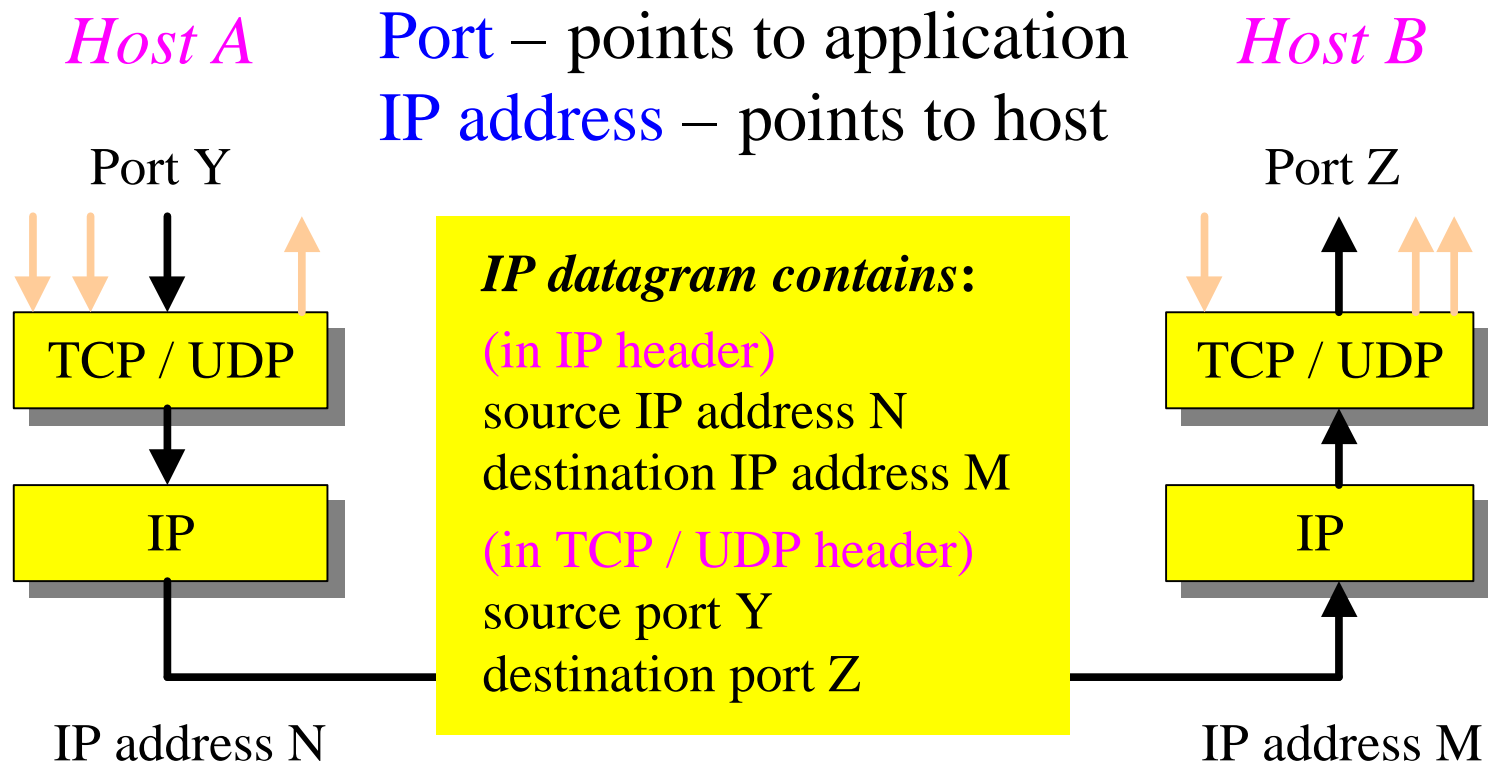 Host A
Port – points to application
IP address – points to host
Host B
Port Y
Port Z
TCP / UDP
IP
IP address N
IP datagram contains:
(in IP header)
source IP address N
destination IP address M
(in TCP / UDP header)
source port Y
destination port Z
TCP / UDP
IP
IP address M